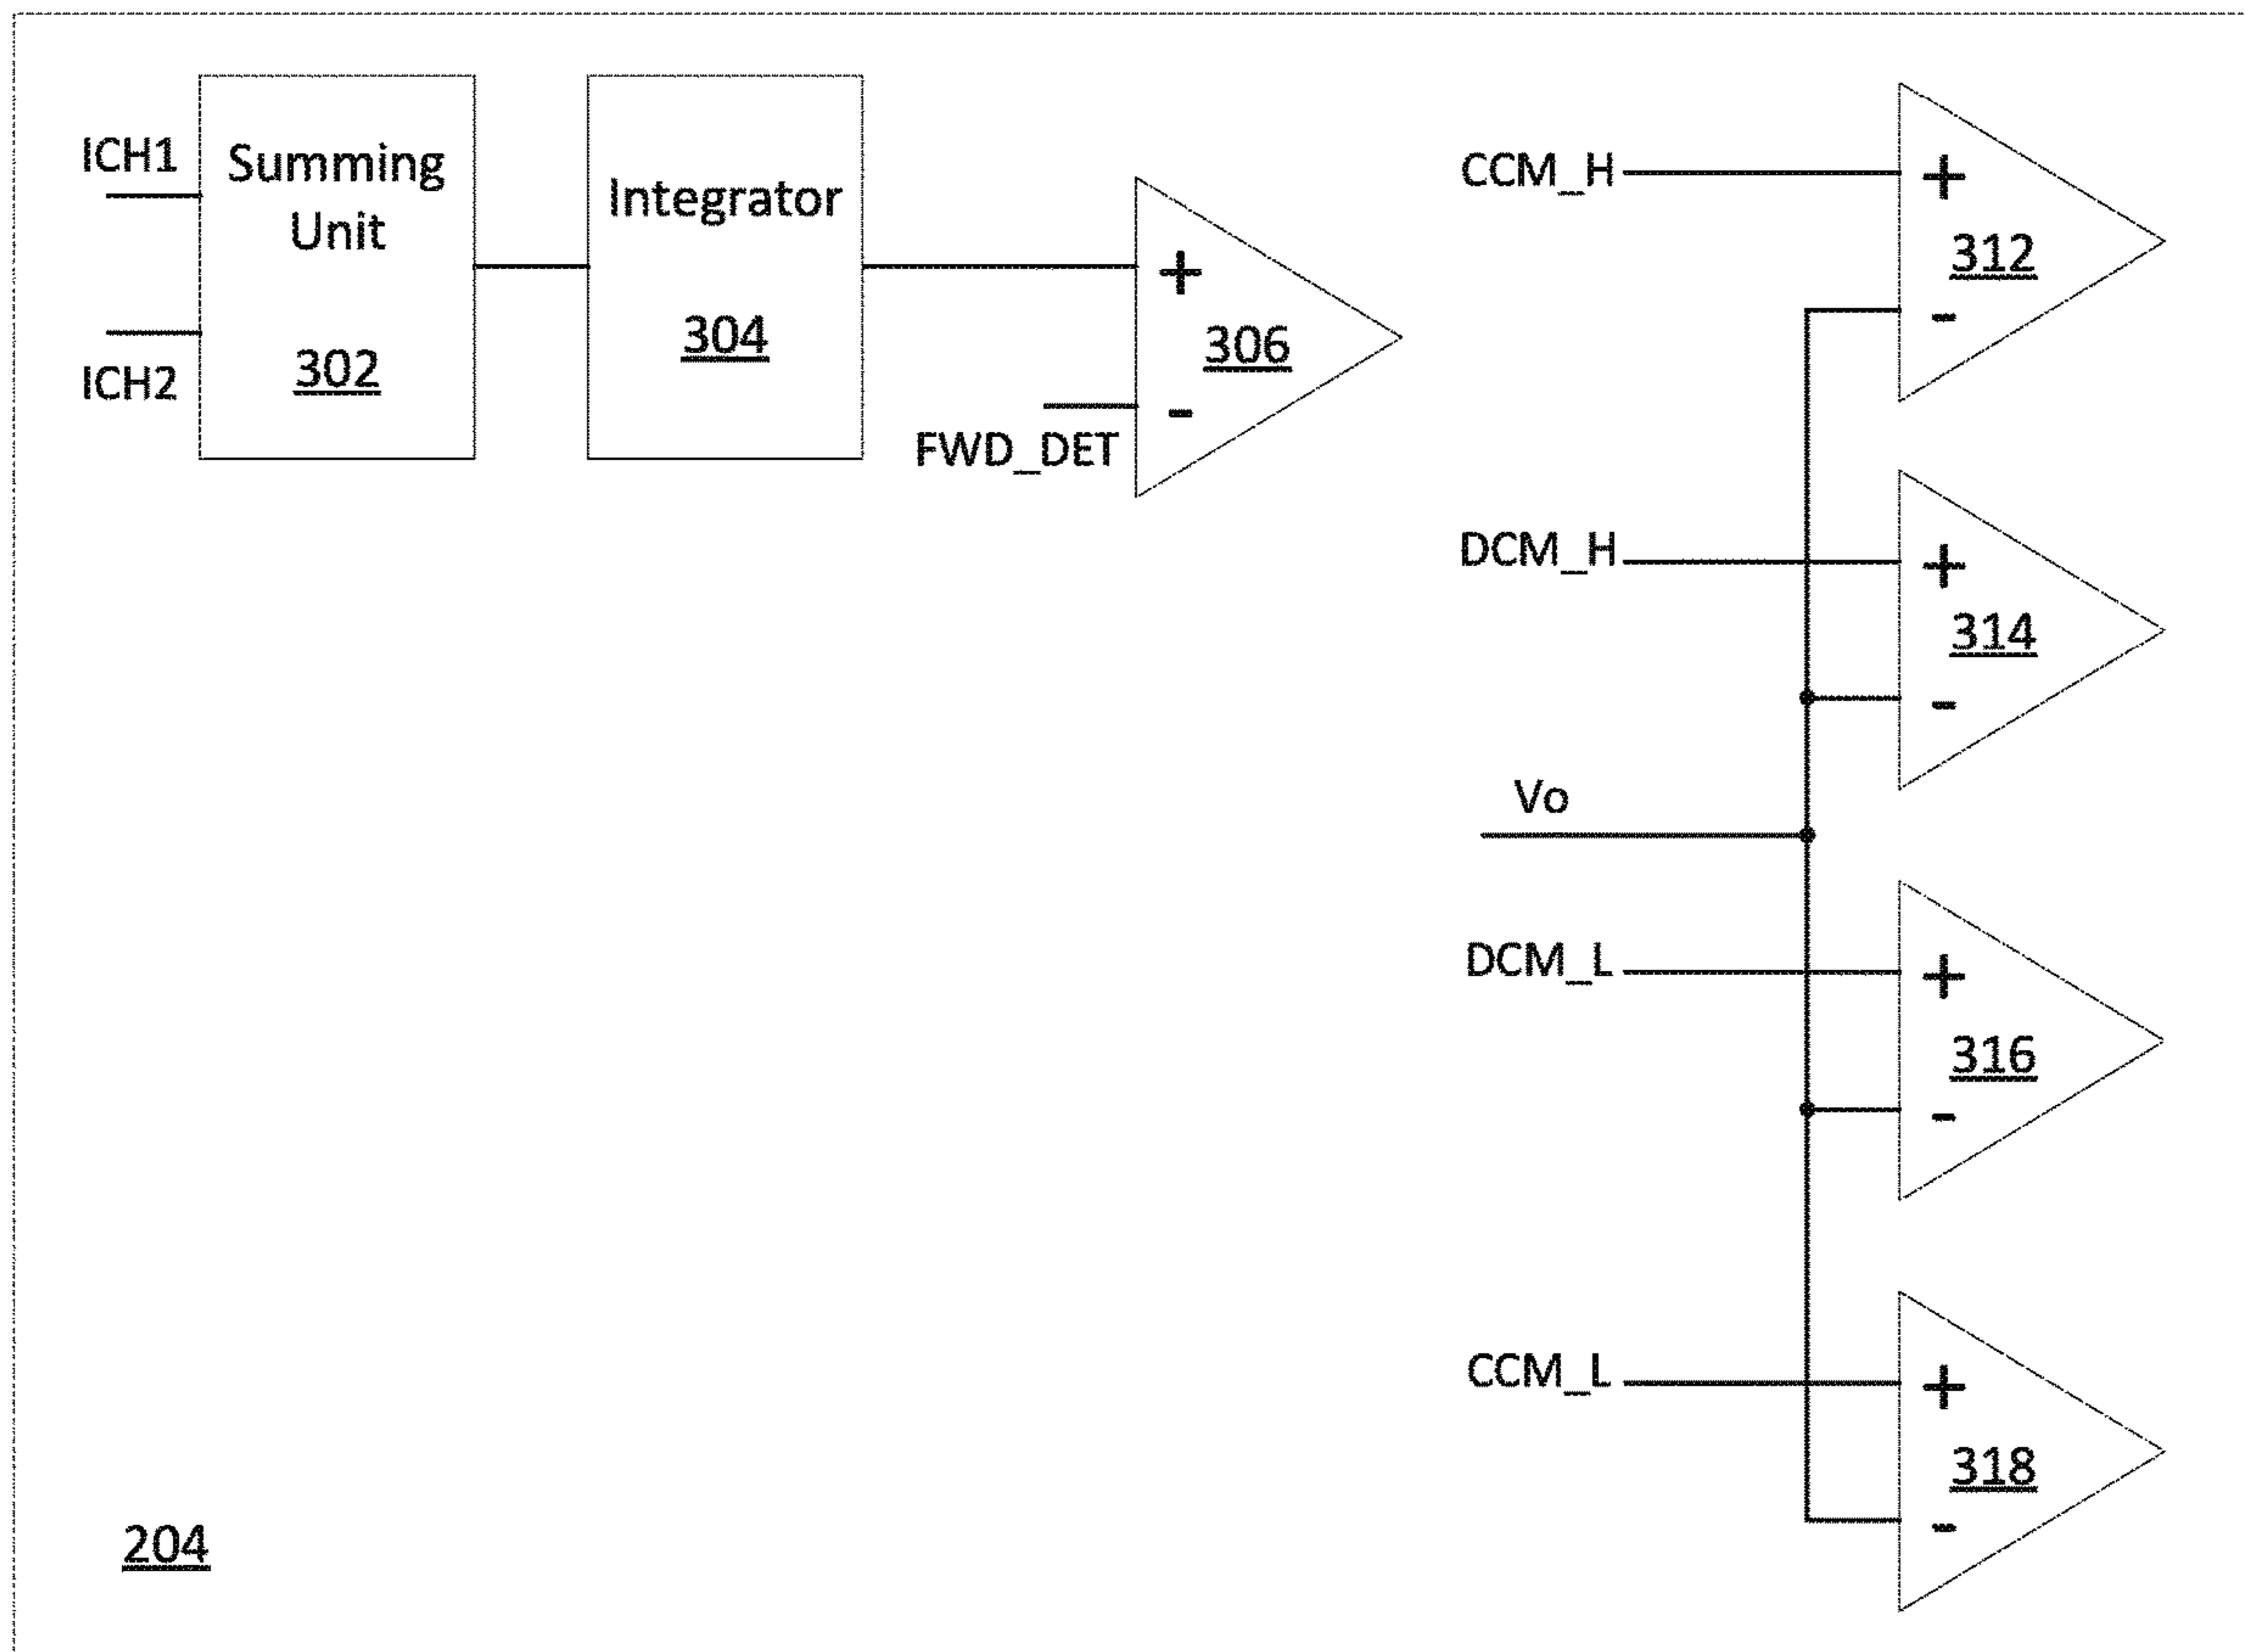 ICH1
ICH2
Summing
Unit
302
Integrator
304
+
306
-
FWD_DET
CCM_H
+
312
-
DCM_H
+
314
-
Vo
DCM_L
+
316
-
CCM_L
+
318
-
204